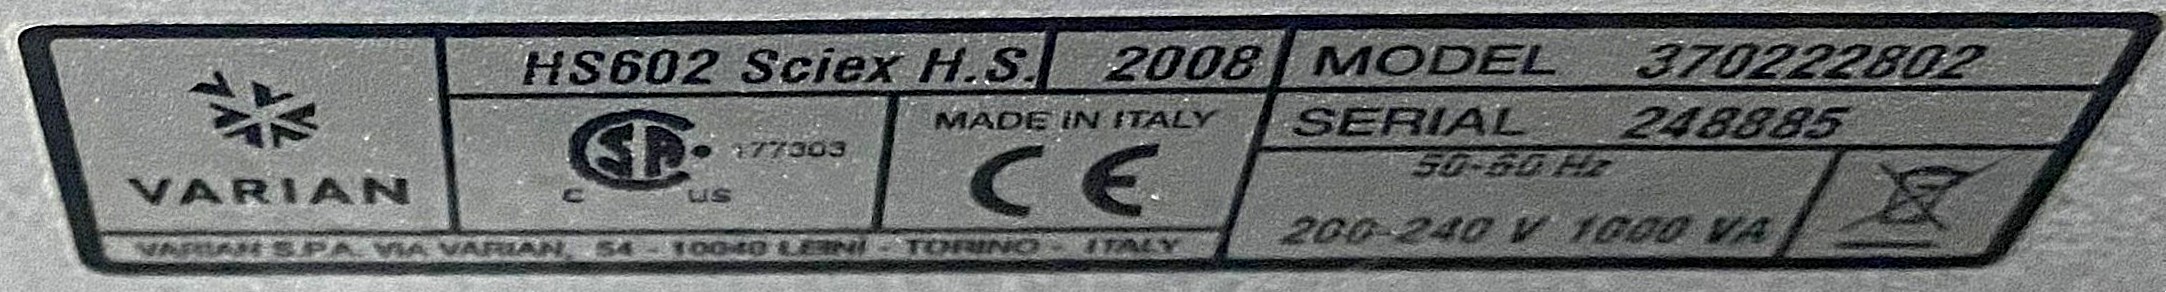 HS602 Sciex H.S. 2008
MODEL 370222802
SERIAL 248885
VARIAN
CSA 177303
C US
MADE IN ITALY
CE
50-60 Hz
200-240 V 1000 VA
VARIAN S.P.A. VIA VARIAN, 54 - 10040 LEINI - TORINO - ITALY